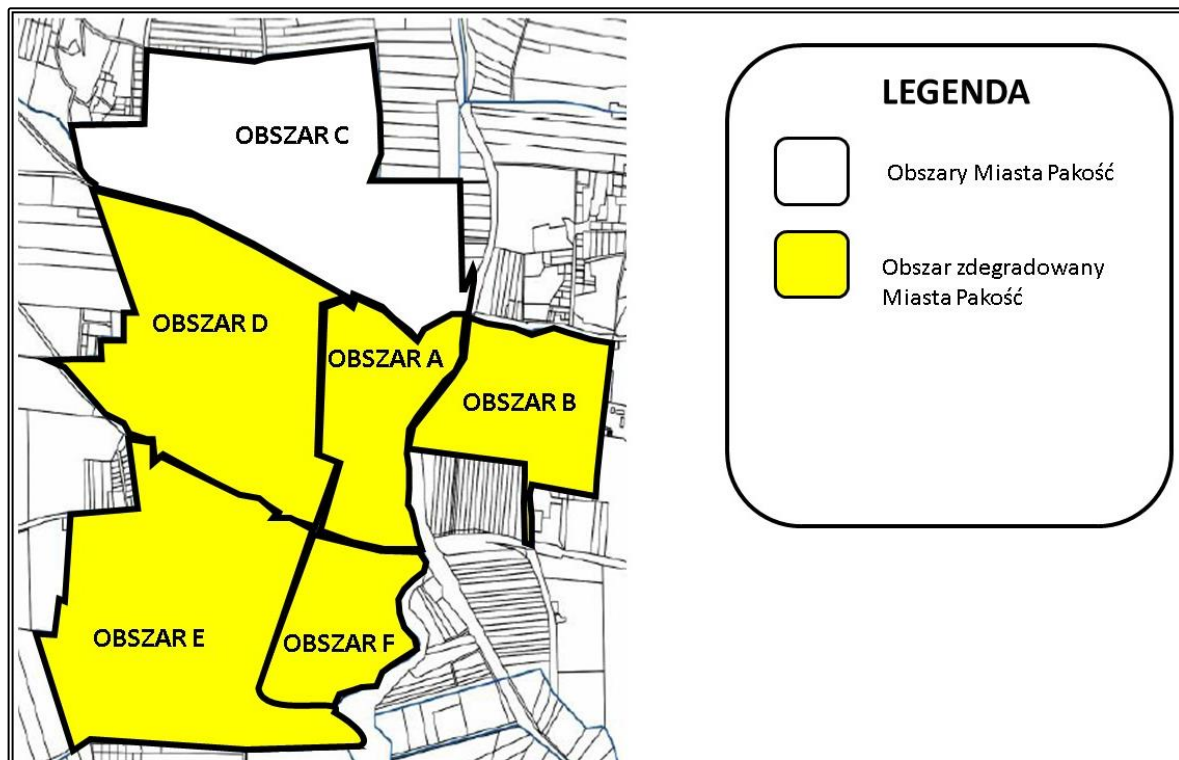 OBSZAR C
OBSZAR D
OBSZAR A
OBSZAR B
OBSZAR E
OBSZAR F
LEGENDA
Obszary Miasta Pakość
Obszar zdegradowany
Miasta Pakość